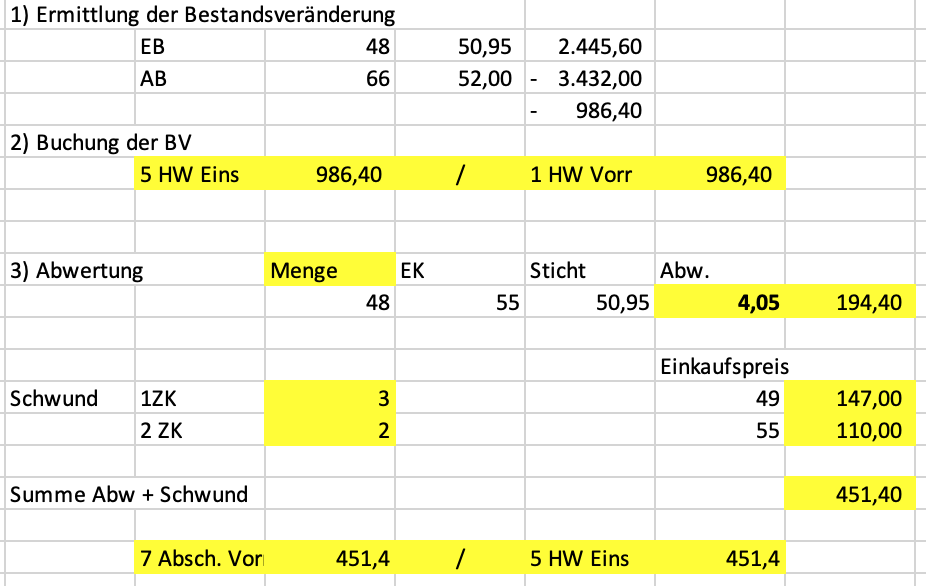 1) Ermittlung der Bestandsveränderung
EB 48 50,95 2.445,60
AB 66 52,00 - 3.432,00
- 986,40
2) Buchung der BV
5 HW Eins 986,40 / 1 HW Vorr 986,40
3) Abwertung Menge EK Sticht Abw.
48 55 50,95 4,05 194,40
Einkaufspreis
Schwund 1ZK 3 49 147,00
2 ZK 2 55 110,00
Summe Abw + Schwund 451,40
7 Absch. Vor 451,4 / 5 HW Eins 451,4